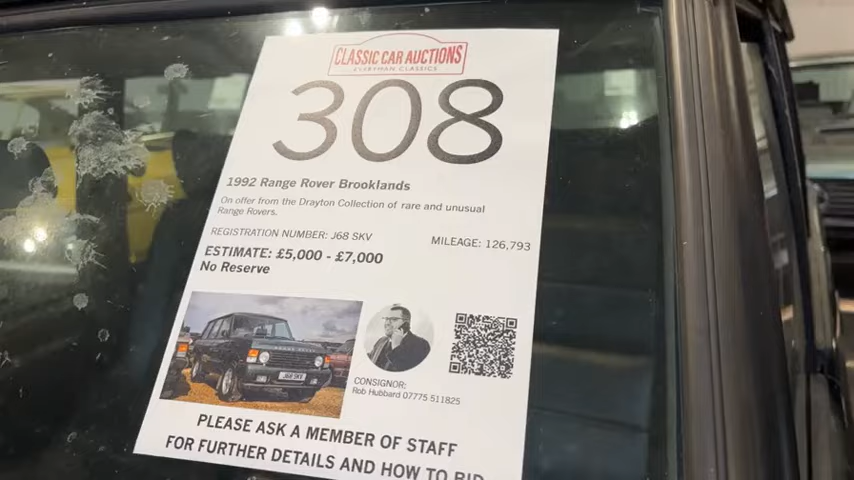 CLASSIC CAR AUCTIONS
EVERYMAN CLASSICS
308
1992 Range Rover Brooklands
On offer from the Drayton Collection of rare and unusual
Range Rovers.
REGISTRATION NUMBER: J68 SKV
MILEAGE: 126,793
ESTIMATE: £5,000 - £7,000
No Reserve
J68 SKV
CONSIGNOR:
Rob Hubbard 07775 511825
PLEASE ASK A MEMBER OF STAFF
FOR FURTHER DETAILS AND HOW TO BID